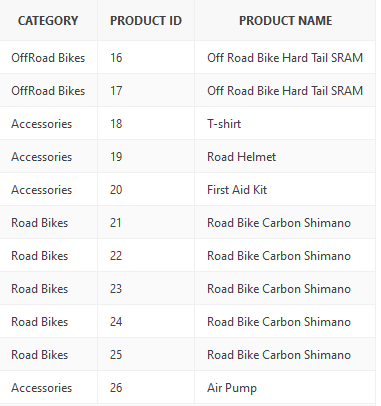 CATEGORY PRODUCT ID PRODUCT NAME
OffRoad Bikes 16 Off Road Bike Hard Tail SRAM
OffRoad Bikes 17 Off Road Bike Hard Tail SRAM
Accessories 18 T-shirt
Accessories 19 Road Helmet
Accessories 20 First Aid Kit
Road Bikes 21 Road Bike Carbon Shimano
Road Bikes 22 Road Bike Carbon Shimano
Road Bikes 23 Road Bike Carbon Shimano
Road Bikes 24 Road Bike Carbon Shimano
Road Bikes 25 Road Bike Carbon Shimano
Accessories 26 Air Pump